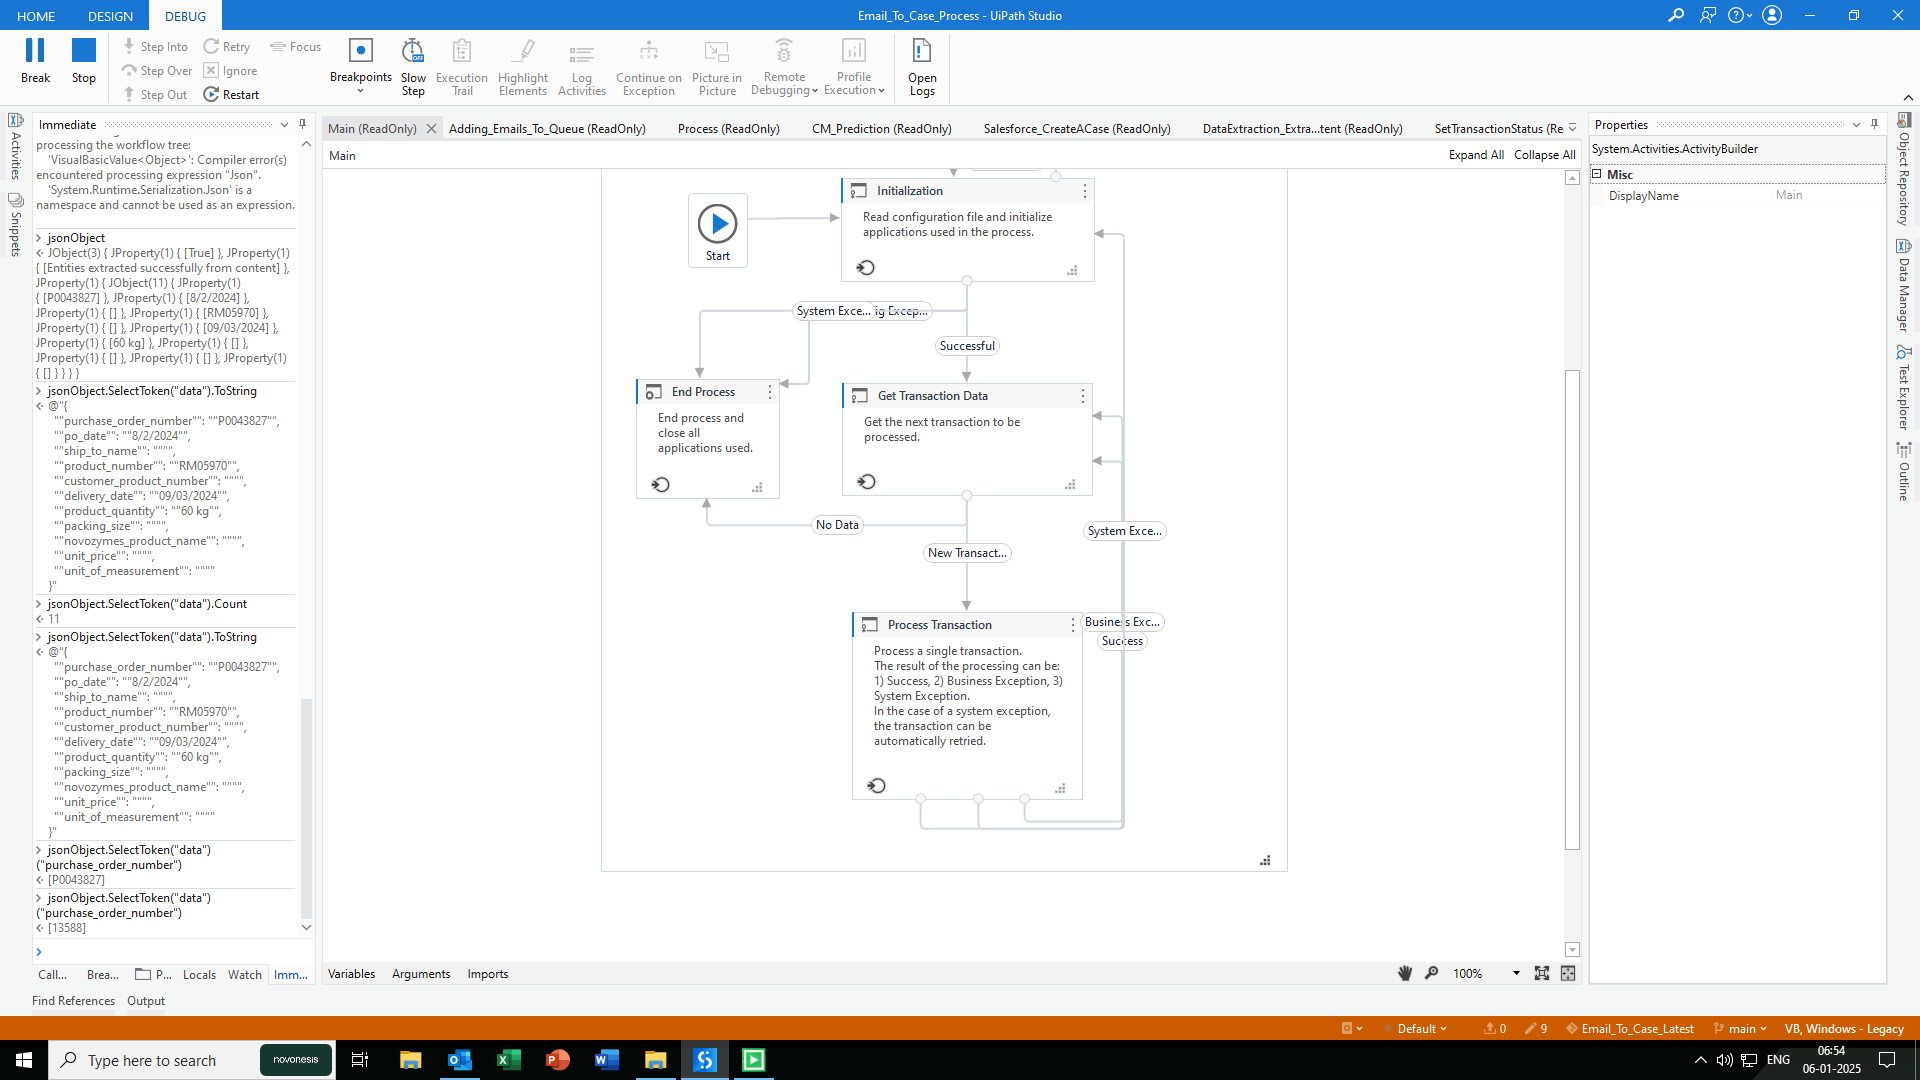 HOME
DESIGN
DEBUG
Email_To_Case_Process - UiPath Studio
Break
Stop
Step Into
Step Over
Step Out
Retry
Ignore
Restart
Focus
Breakpoints
Slow
Step
Execution
Trail
Highlight
Elements
Log
Activities
Continue on
Exception
Picture in
Picture
Remote
Debugging
Profile
Execution
Open
Logs
Activities
Snippets
Immediate
processing the workflow tree:
'VisualBasicValue<Object>': Compiler error(s)
encountered processing expression "Json".
'System.Runtime.Serialization.Json' is a
namespace and cannot be used as an expression.
jsonObject
JObject(3) { JProperty(1) { [True] }, JProperty(1)
{ [Entities extracted successfully from content] },
JProperty(1) { JObject(11) { JProperty(1)
{ [P0043827] }, JProperty(1) { [8/2/2024] },
JProperty(1) { [] }, JProperty(1) { [RM05970] },
JProperty(1) { [] }, JProperty(1) { [09/03/2024] },
JProperty(1) { [60 kg] }, JProperty(1) { [] },
JProperty(1) { [] }, JProperty(1) { [] }, JProperty(1)
{ [] } } } }
jsonObject.SelectToken("data").ToString
@"{
""purchase_order_number"": ""P0043827"",
""po_date"": ""8/2/2024"",
""ship_to_name"": """",
""product_number"": ""RM05970"",
""customer_product_number"": """",
""delivery_date"": ""09/03/2024"",
""product_quantity"": ""60 kg"",
""packing_size"": """",
""novozymes_product_name"": """",
""unit_price"": """",
""unit_of_measurement"": """"
}"
jsonObject.SelectToken("data").Count
11
jsonObject.SelectToken("data").ToString
@"{
""purchase_order_number"": ""P0043827"",
""po_date"": ""8/2/2024"",
""ship_to_name"": """",
""product_number"": ""RM05970"",
""customer_product_number"": """",
""delivery_date"": ""09/03/2024"",
""product_quantity"": ""60 kg"",
""packing_size"": """",
""novozymes_product_name"": """",
""unit_price"": """",
""unit_of_measurement"": """"
}"
jsonObject.SelectToken("data")
("purchase_order_number")
[P0043827]
jsonObject.SelectToken("data")
("purchase_order_number")
[13588]
Call...
Brea...
P...
Locals
Watch
Imm...
Find References
Output
Main (ReadOnly)
Adding_Emails_To_Queue (ReadOnly)
Process (ReadOnly)
CM_Prediction (ReadOnly)
Salesforce_CreateACase (ReadOnly)
DataExtraction_Extra...tent (ReadOnly)
SetTransactionStatus (Re
Main
Expand All
Collapse All
Start
Initialization
Read configuration file and initialize
applications used in the process.
System Exce...
ig Excep...
Successful
End Process
End process and
close all
applications used.
Get Transaction Data
Get the next transaction to be
processed.
No Data
New Transact...
System Exce...
Process Transaction
Process a single transaction.
The result of the processing can be:
1) Success, 2) Business Exception, 3)
System Exception.
In the case of a system exception,
the transaction can be
automatically retried.
Business Exc...
Success
Variables
Arguments
Imports
100%
Properties
System.Activities.ActivityBuilder
Misc
DisplayName
Main
Object Repository
Data Manager
Test Explorer
Outline
Default
0
9
Email_To_Case_Latest
main
VB, Windows - Legacy
Type here to search
novonesis
ENG
06:54
06-01-2025